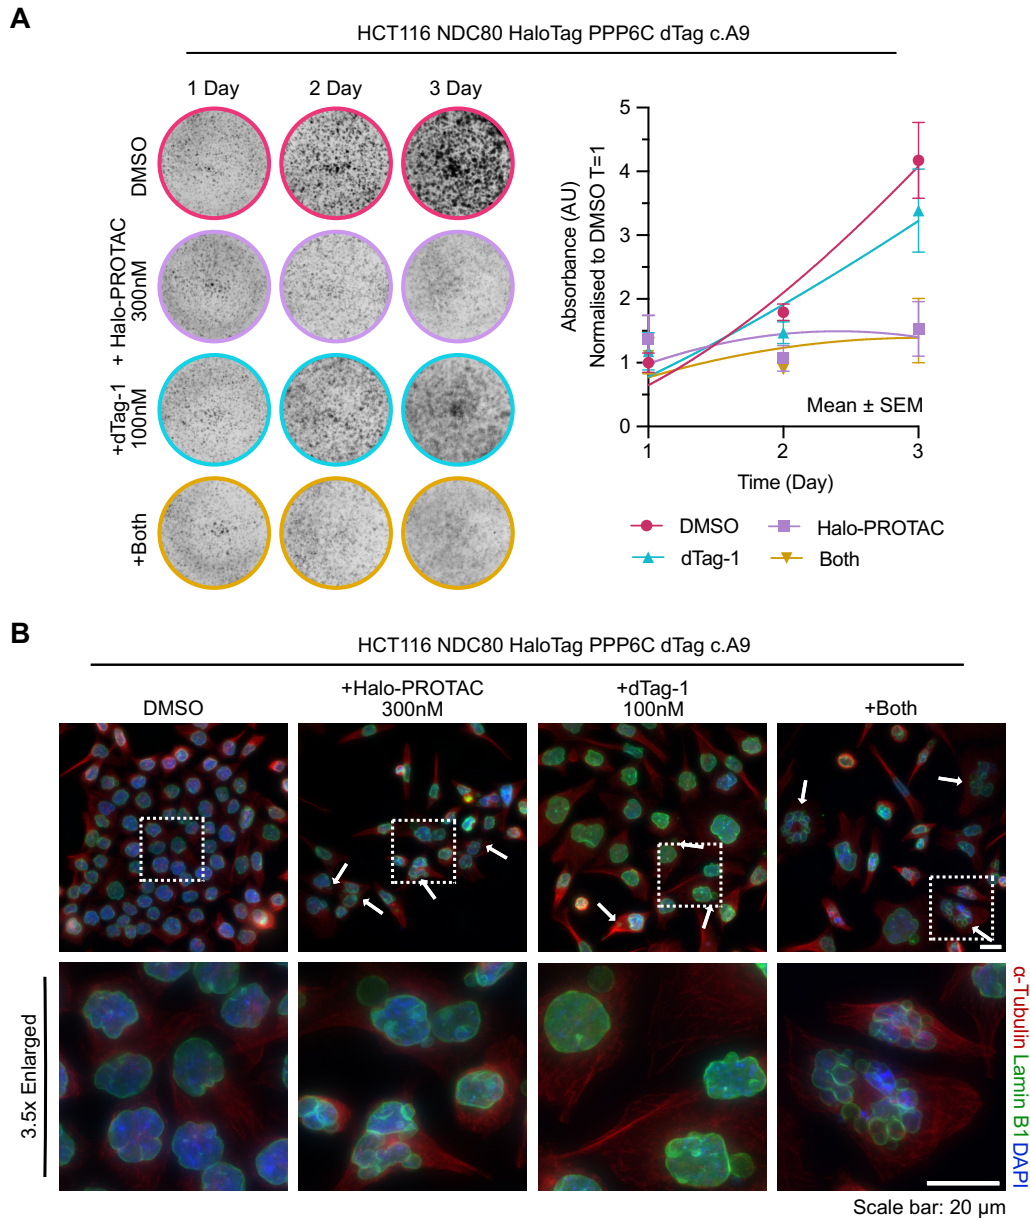 A
HCT116 NDC80 HaloTag PPP6C dTag c.A9
1 Day
2 Day
3 Day
DMSO
+ Halo-PROTAC
300nM
+dTag-1
100nM
+Both
Absorbance (AU)
Normalised to DMSO T=1
5
4
3
2
1
0
Mean ± SEM
1
2
3
Time (Day)
DMSO
Halo-PROTAC
dTag-1
Both
B
HCT116 NDC80 HaloTag PPP6C dTag c.A9
DMSO
+Halo-PROTAC
300nM
+dTag-1
100nM
+Both
3.5x Enlarged
α-Tubulin Lamin B1 DAPI
Scale bar: 20 µm